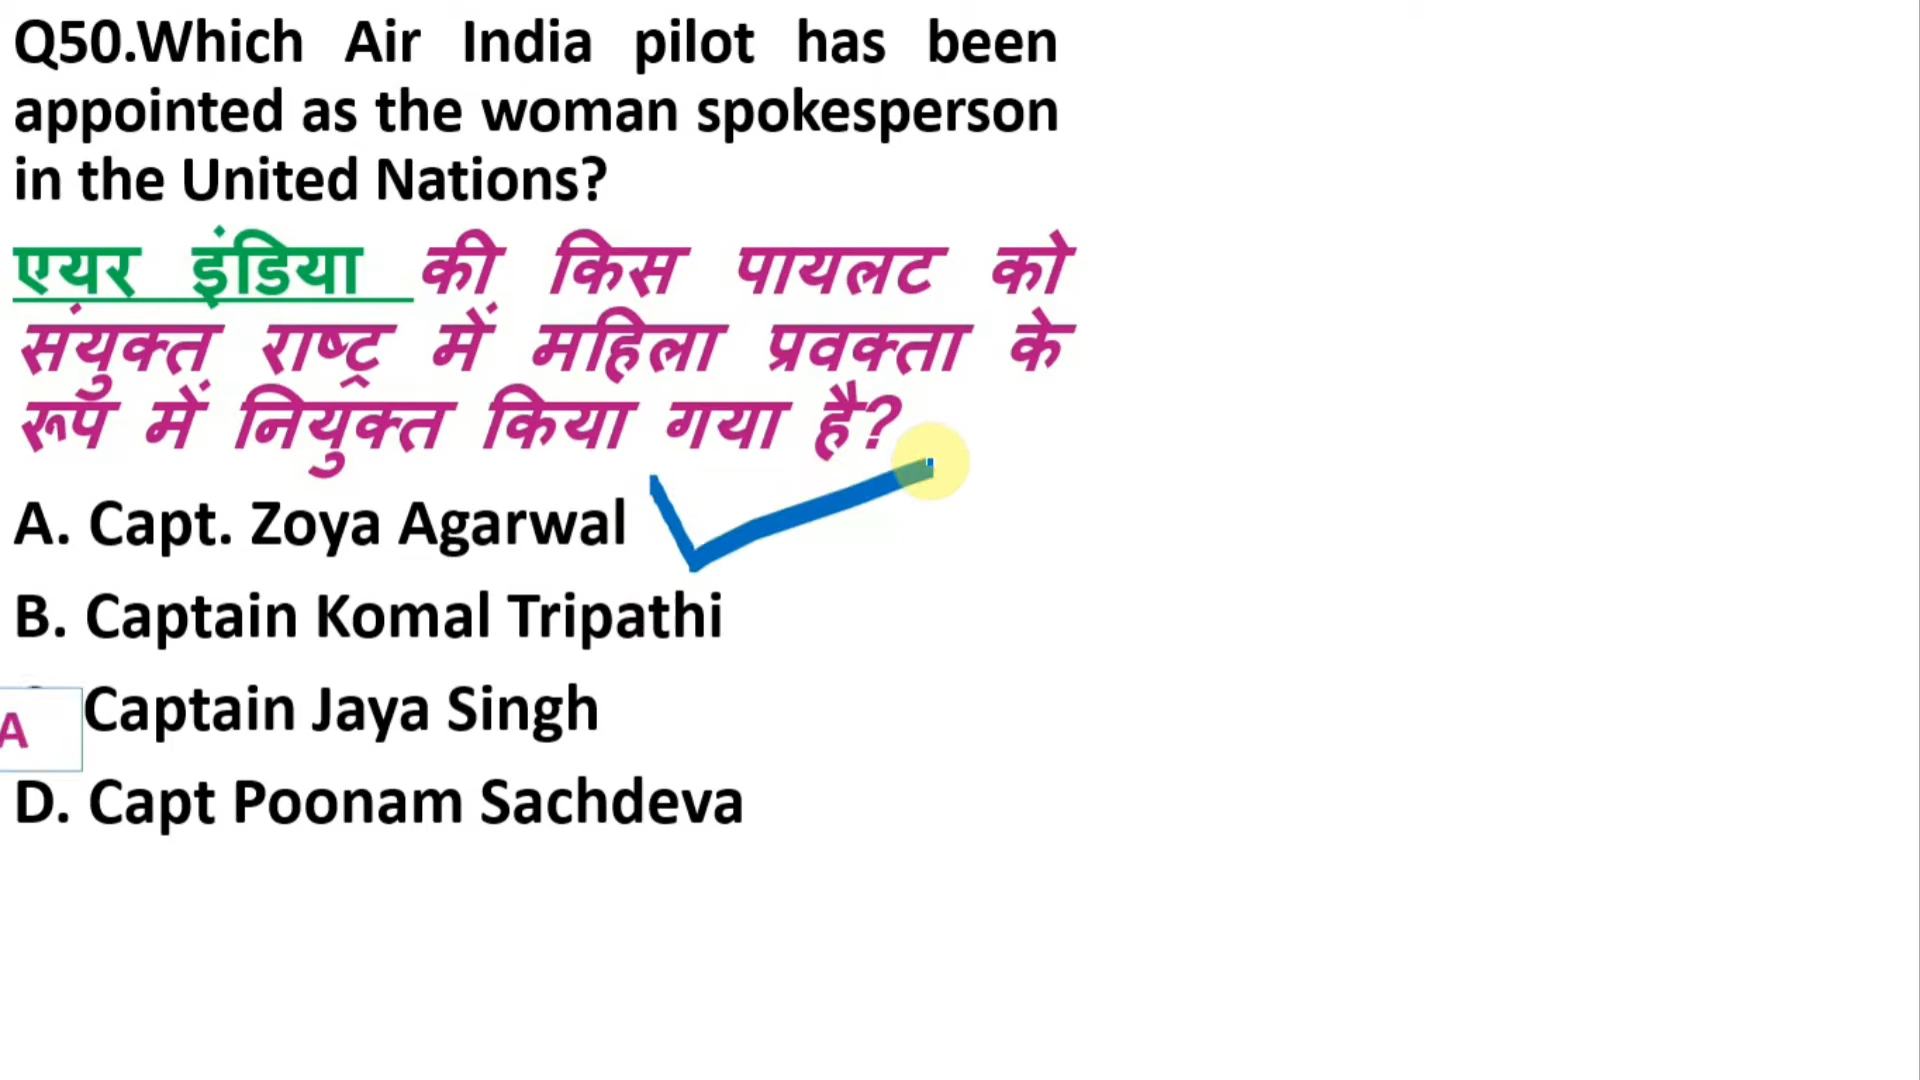 Q50.Which Air India pilot has been
appointed as the woman spokesperson
in the United Nations?
एयर इंडिया की किस पायलट को
संयुक्त राष्ट्र में महिला प्रवक्ता के
रूप में नियुक्त किया गया है?
A. Capt. Zoya Agarwal
B. Captain Komal Tripathi
Captain Jaya Singh
A
D. Capt Poonam Sachdeva